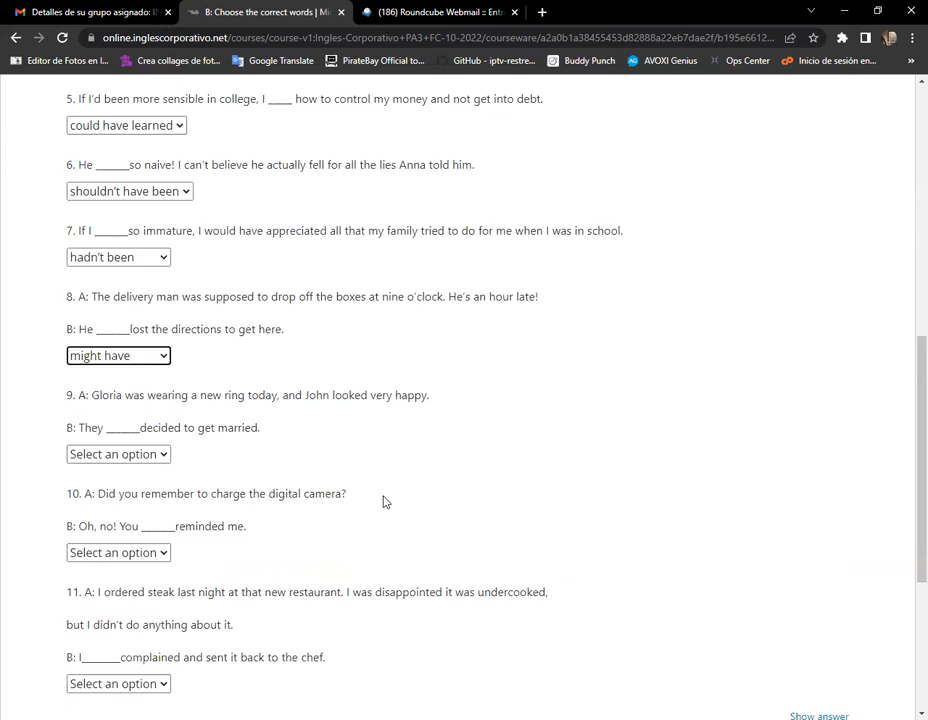 Detalles de su grupo asignado: I
B: Choose the correct words | Mi
(186) Roundcube Webmail :: Ent
online.inglescorporativo.net/courses/course-v1:Ingles-Corporativo+PA3+FC-10-2022/courseware/a2a0b1a38455453d82888a22eb7dae2f/b195e6612...
Editor de Fotos en l...
Crea collages de fot...
Google Translate
PirateBay Official to...
GitHub - iptv-restre...
Buddy Punch
AVOXI Genius
Ops Center
Inicio de sesión en...
»
5. If I'd been more sensible in college, I ____ how to control my money and not get into debt.
could have learned
6. He ______so naive! I can't believe he actually fell for all the lies Anna told him.
shouldn't have been
7. If I ______so immature, I would have appreciated all that my family tried to do for me when I was in school.
hadn't been
8. A: The delivery man was supposed to drop off the boxes at nine o'clock. He's an hour late!
B: He ______lost the directions to get here.
might have
9. A: Gloria was wearing a new ring today, and John looked very happy.
B: They ______decided to get married.
Select an option
10. A: Did you remember to charge the digital camera?
B: Oh, no! You ______reminded me.
Select an option
11. A: I ordered steak last night at that new restaurant. I was disappointed it was undercooked,
but I didn't do anything about it.
B: I_______complained and sent it back to the chef.
Select an option
Show answer